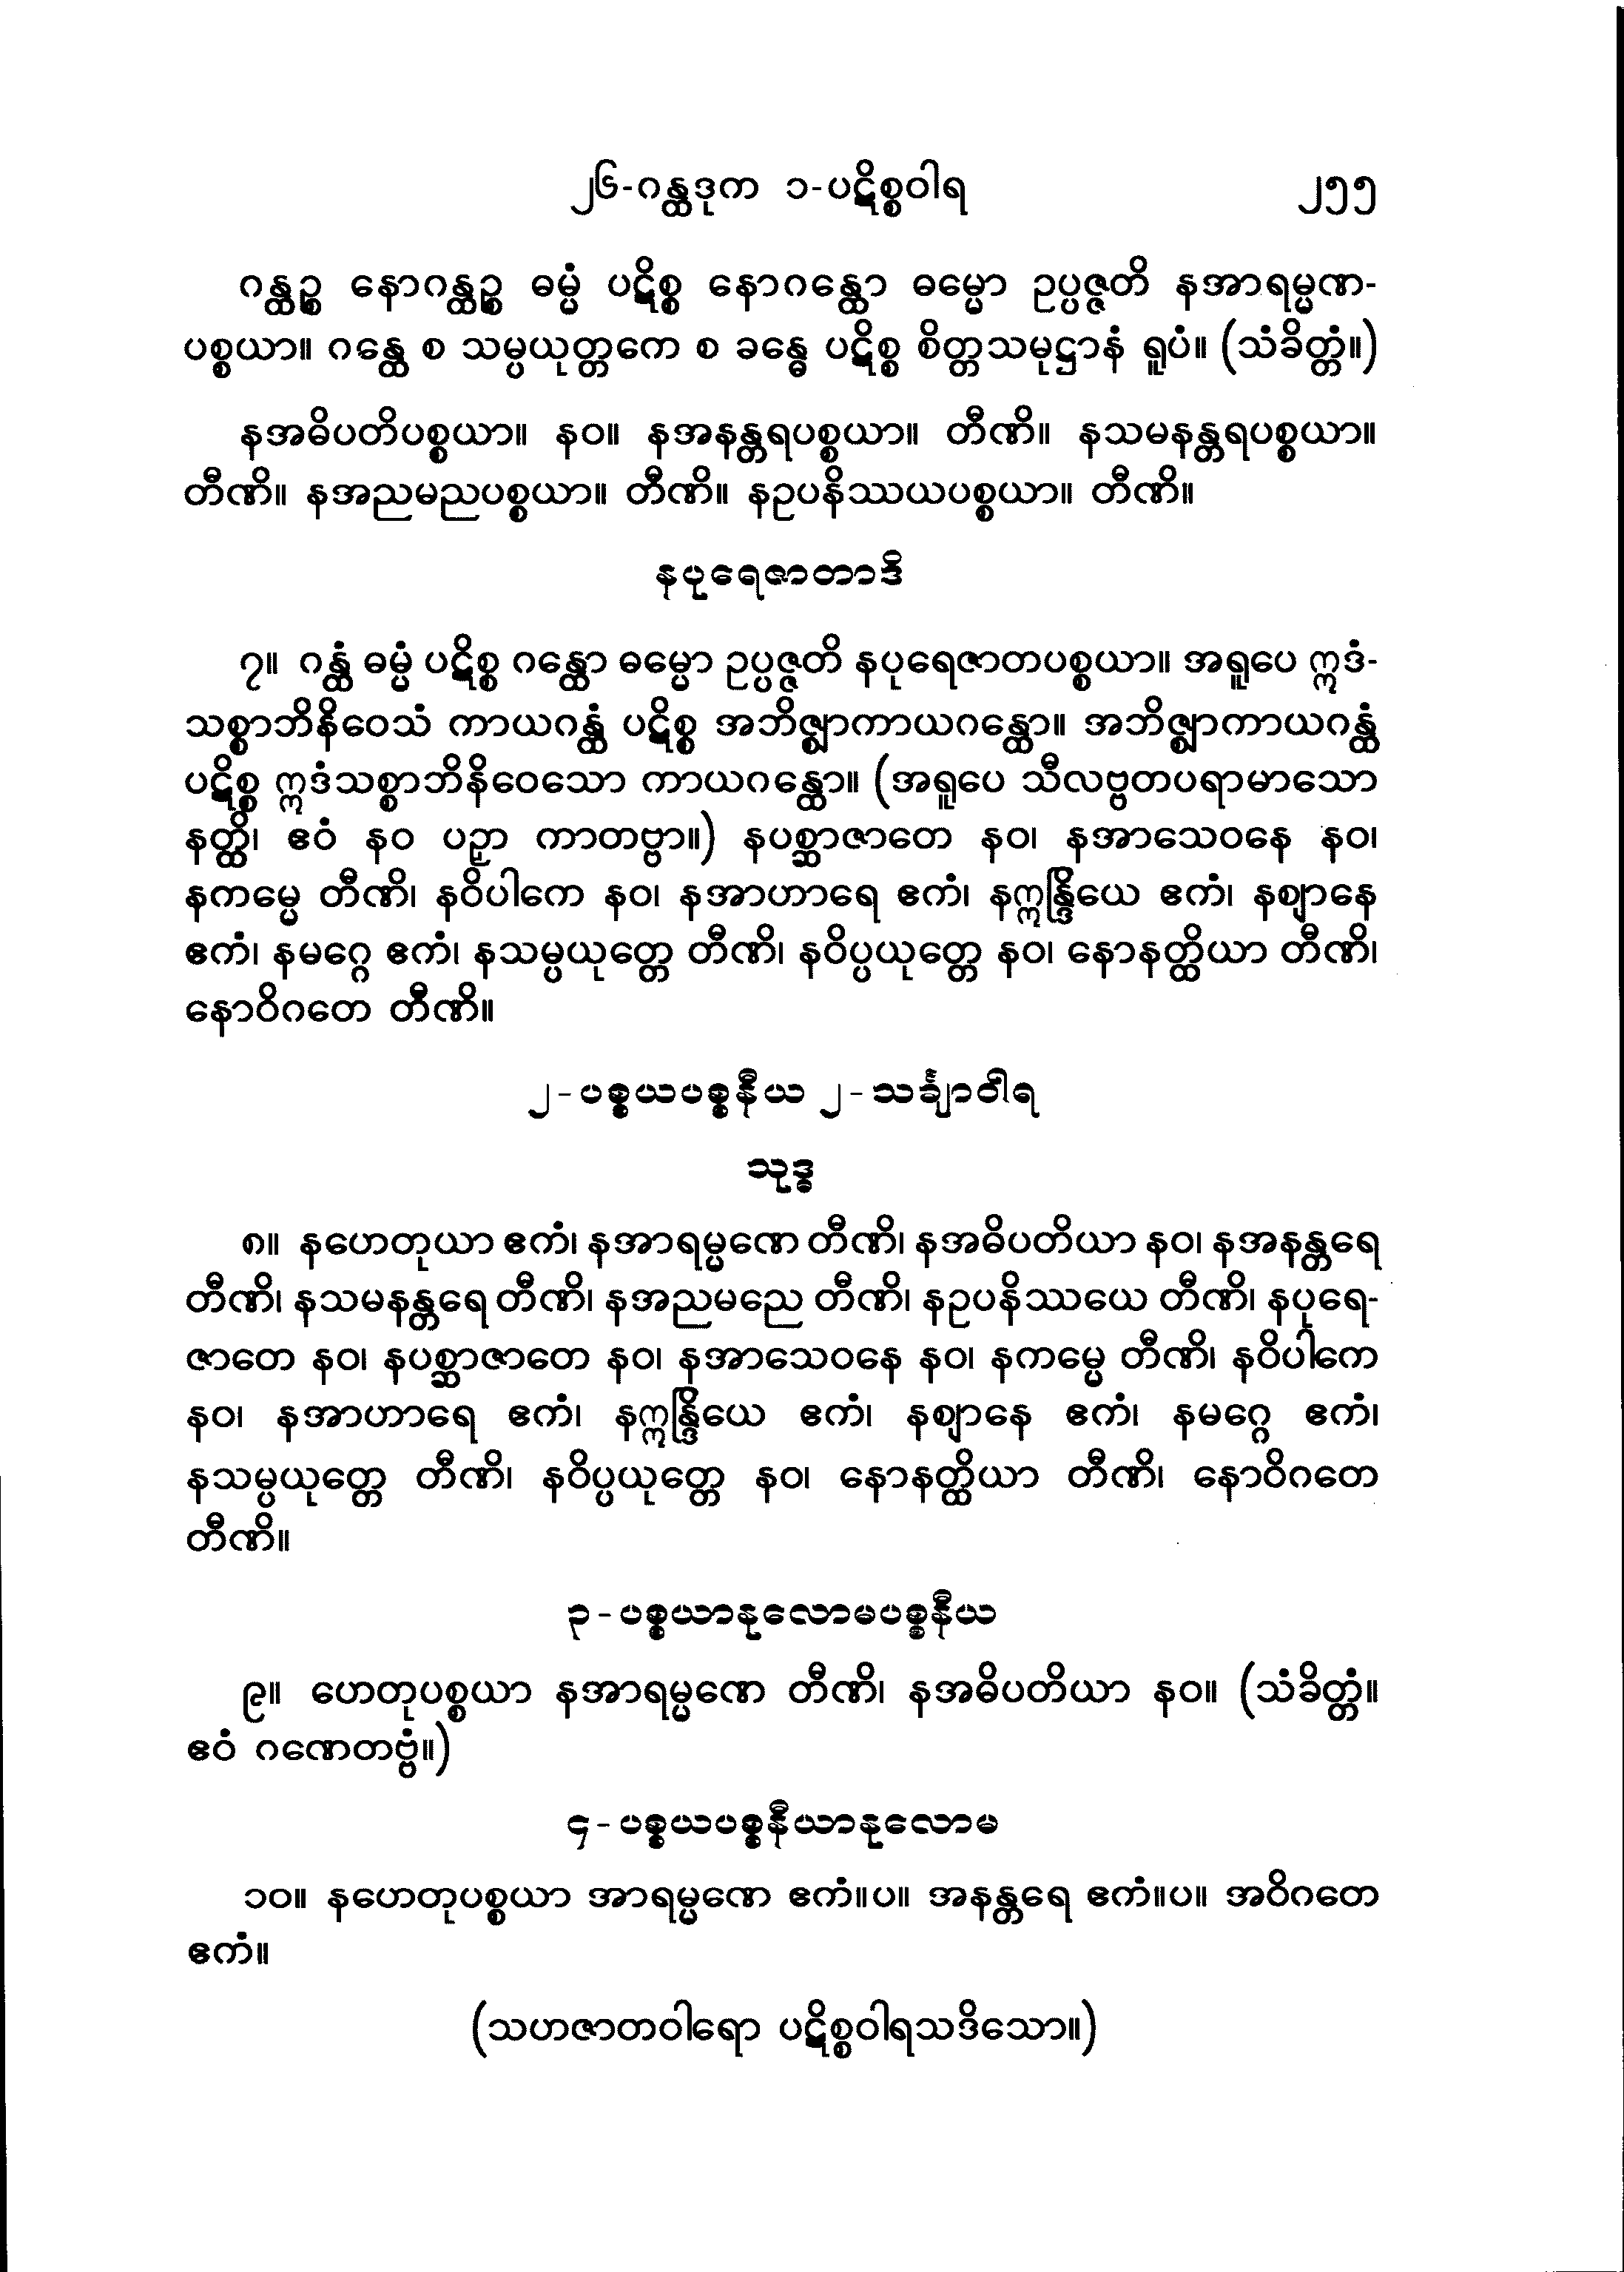 ၂၆-ဂန္ထဒုက ၁-ပဋိစ္စဝါရ ၂၅၅
ဂန္ထဉ္စ နောဂန္ထဉ္စ ဓမ္မံ ပဋိစ္စ နောဂန္ထော ဓမ္မော ဥပ္ပဇ္ဇတိ နအာရမ္မဏ-
ပစ္စယာ။ ဂန္ထေ စ သမ္ပယုတ္တကေ စ ခန္ဓေ ပဋိစ္စ စိတ္တသမုဋ္ဌာနံ ရူပံ။ (သံခိတ္တံ။)
နအဓိပတိပစ္စယာ။ နဝ။ နအနန္တရပစ္စယာ။ တီဏိ။ နသမနန္တရပစ္စယာ။
တီဏိ။ နအညမညပစ္စယာ။ တီဏိ။ နဥပနိဿယပစ္စယာ။ တီဏိ။
နပုရေဇာတာဒိ
၇။ ဂန္ထံ ဓမ္မံ ပဋိစ္စ ဂန္ထော ဓမ္မော ဥပ္ပဇ္ဇတိ နပုရေဇာတပစ္စယာ။ အရူပေ ဣဒံ-
သစ္စာဘိနိဝေသံ ကာယဂန္ထံ ပဋိစ္စ အဘိဇ္ဈာကာယဂန္ထော။ အဘိဇ္ဈာကာယဂန္ထံ
ပဋိစ္စ ဣဒံသစ္စာဘိနိဝေသော ကာယဂန္ထော။ (အရူပေ သီလဗ္ဗတပရာမာသော
နတ္ထိ၊ ဧဝံ နဝ ပဉှာ ကာတဗ္ဗာ။) နပစ္ဆာဇာတေ နဝ၊ နအာသေဝနေ နဝ၊
နကမ္မေ တီဏိ၊ နဝိပါကေ နဝ၊ နအာဟာရေ ဧကံ၊ နဣန္ဒြိယေ ဧကံ၊ နဈာနေ
ဧကံ၊ နမဂ္ဂေ ဧကံ၊ နသမ္ပယုတ္တေ တီဏိ၊ နဝိပ္ပယုတ္တေ နဝ၊ နောနတ္ထိယာ တီဏိ၊
နောဝိဂတေ တီဏိ။
၂-ပစ္စယပစ္စနီယ ၂-သင်္ချာဝါရ
သုဒ္ဓ
၈။ နဟေတုယာ ဧကံ၊ နအာရမ္မဏေ တီဏိ၊ နအဓိပတိယာ နဝ၊ နအနန္တရေ
တီဏိ၊ နသမနန္တရေ တီဏိ၊ နအညမညေ တီဏိ၊ နဥပနိဿယေ တီဏိ၊ နပုရေ-
ဇာတေ နဝ၊ နပစ္ဆာဇာတေ နဝ၊ နအာသေဝနေ နဝ၊ နကမ္မေ တီဏိ၊ နဝိပါကေ
နဝ၊ နအာဟာရေ ဧကံ၊ နဣန္ဒြိယေ ဧကံ၊ နဈာနေ ဧကံ၊ နမဂ္ဂေ ဧကံ၊
နသမ္ပယုတ္တေ တီဏိ၊ နဝိပ္ပယုတ္တေ နဝ၊ နောနတ္ထိယာ တီဏိ၊ နောဝိဂတေ
တီဏိ။
၃-ပစ္စယာနုလောမပစ္စနီယ
၉။ ဟေတုပစ္စယာ နအာရမ္မဏေ တီဏိ၊ နအဓိပတိယာ နဝ။ (သံခိတ္တံ။
ဧဝံ ဂဏေတဗ္ဗံ။)
၄-ပစ္စယပစ္စနီယာနုလောမ
၁၀။ နဟေတုပစ္စယာ အာရမ္မဏေ ဧကံ။ပ။ အနန္တရေ ဧကံ။ပ။ အဝိဂတေ
ဧကံ။
(သဟဇာတဝါရော ပဋိစ္စဝါရသဒိသော။)